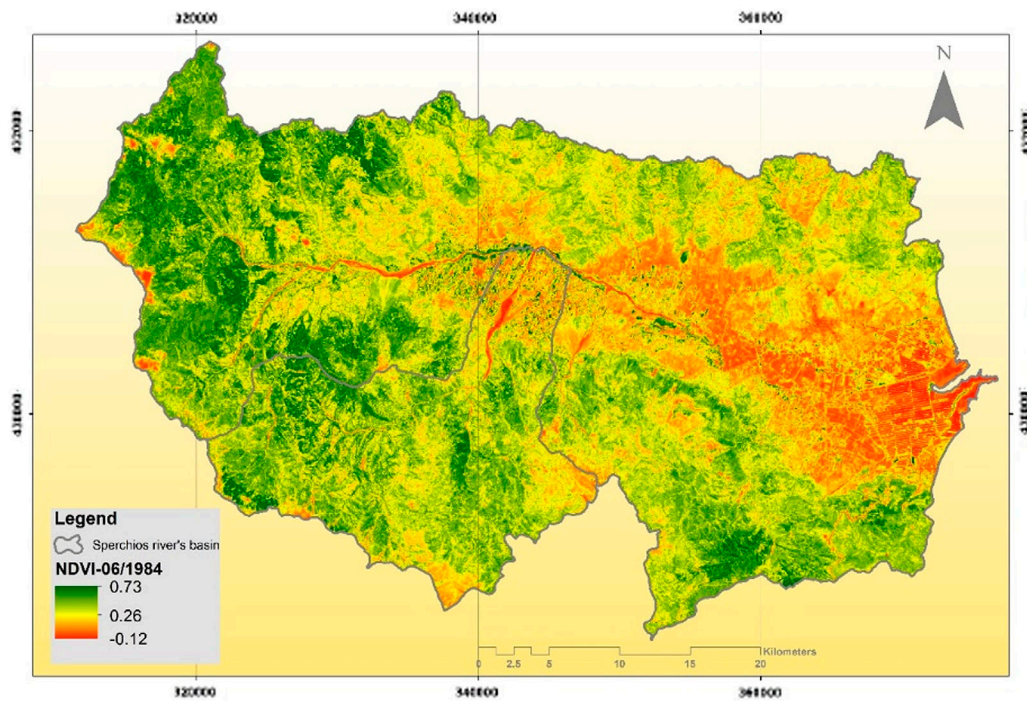 320000 340000 360000
N
Legend
Sperchios river's basin
NDVI-06/1984
0.73
0.26
-0.12
Kilometers
0 2.5 5 10 15 20
320000 340000 360000